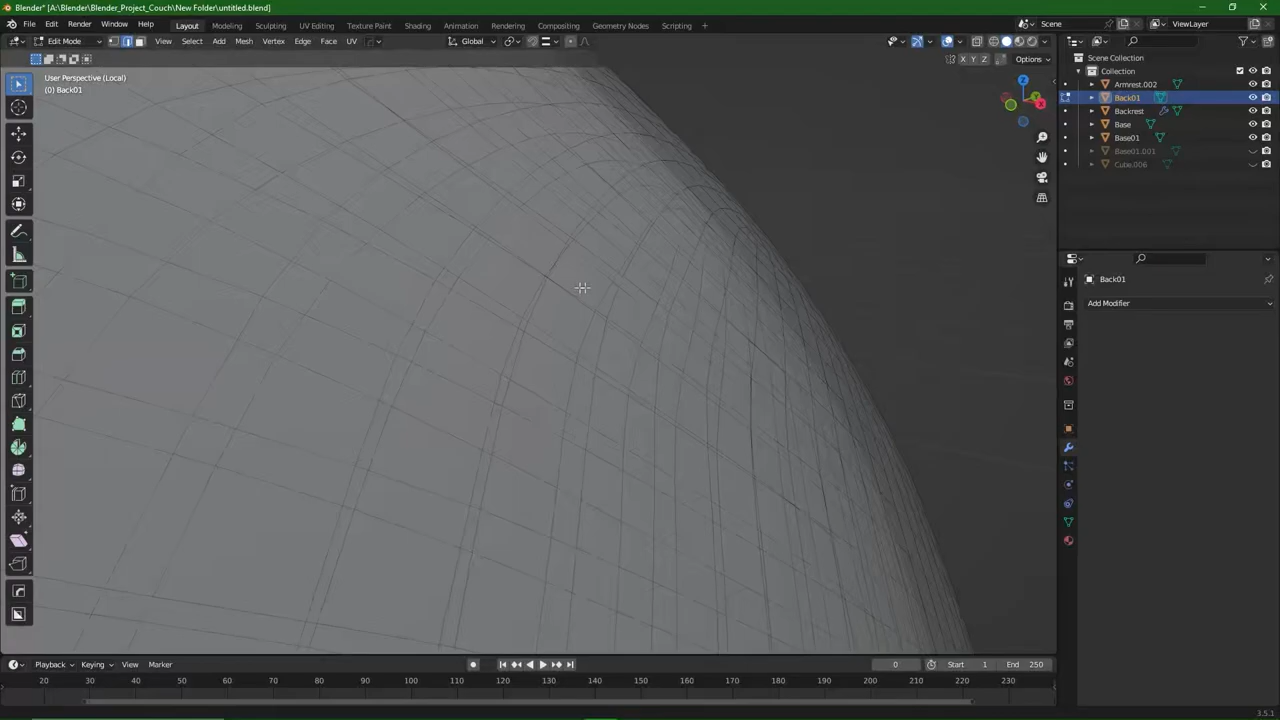 Blender* [A:\Blender\Blender_Project_Couch\New Folder\untitled.blend]
File Edit Render Window Help Layout Modeling Sculpting UV Editing Texture Paint Shading Animation Rendering Compositing Geometry Nodes Scripting + Scene ViewLayer
Edit Mode View Select Add Mesh Vertex Edge Face UV Global
X Y Z Options
User Perspective (Local)
(0) Back01
Z
X
Scene Collection
Collection
Armrest.002
Back01
Backrest
Base
Base01
Base01.001
Cube.006
Back01
Add Modifier
Playback Keying View Marker 0 Start 1 End 250
20 30 40 50 60 70 80 90 100 110 120 130 140 150 160 170 180 190 200 210 220 230
3.5.1